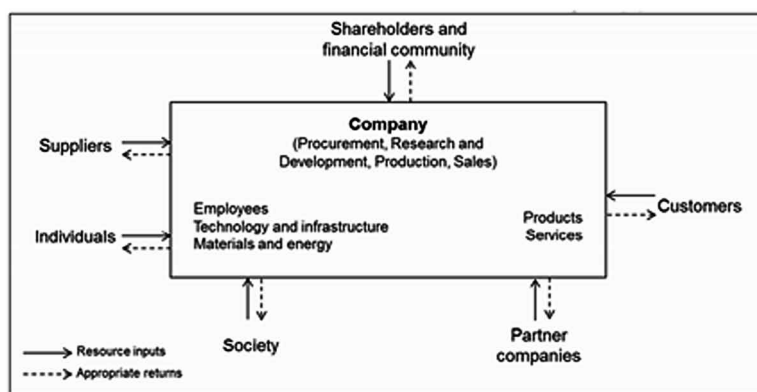 Shareholders and
financial community
Company
(Procurement, Research and
Development, Production, Sales)
Suppliers
Individuals
Employees
Technology and infrastructure
Materials and energy
Products
Services
Customers
Society
Partner
companies
Resource inputs
Appropriate returns